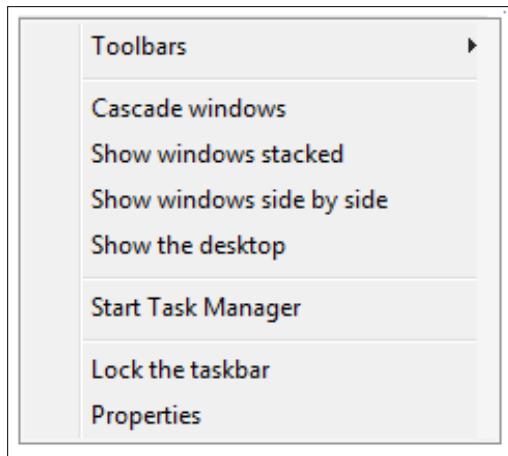 Toolbars
Cascade windows
Show windows stacked
Show windows side by side
Show the desktop
Start Task Manager
Lock the taskbar
Properties